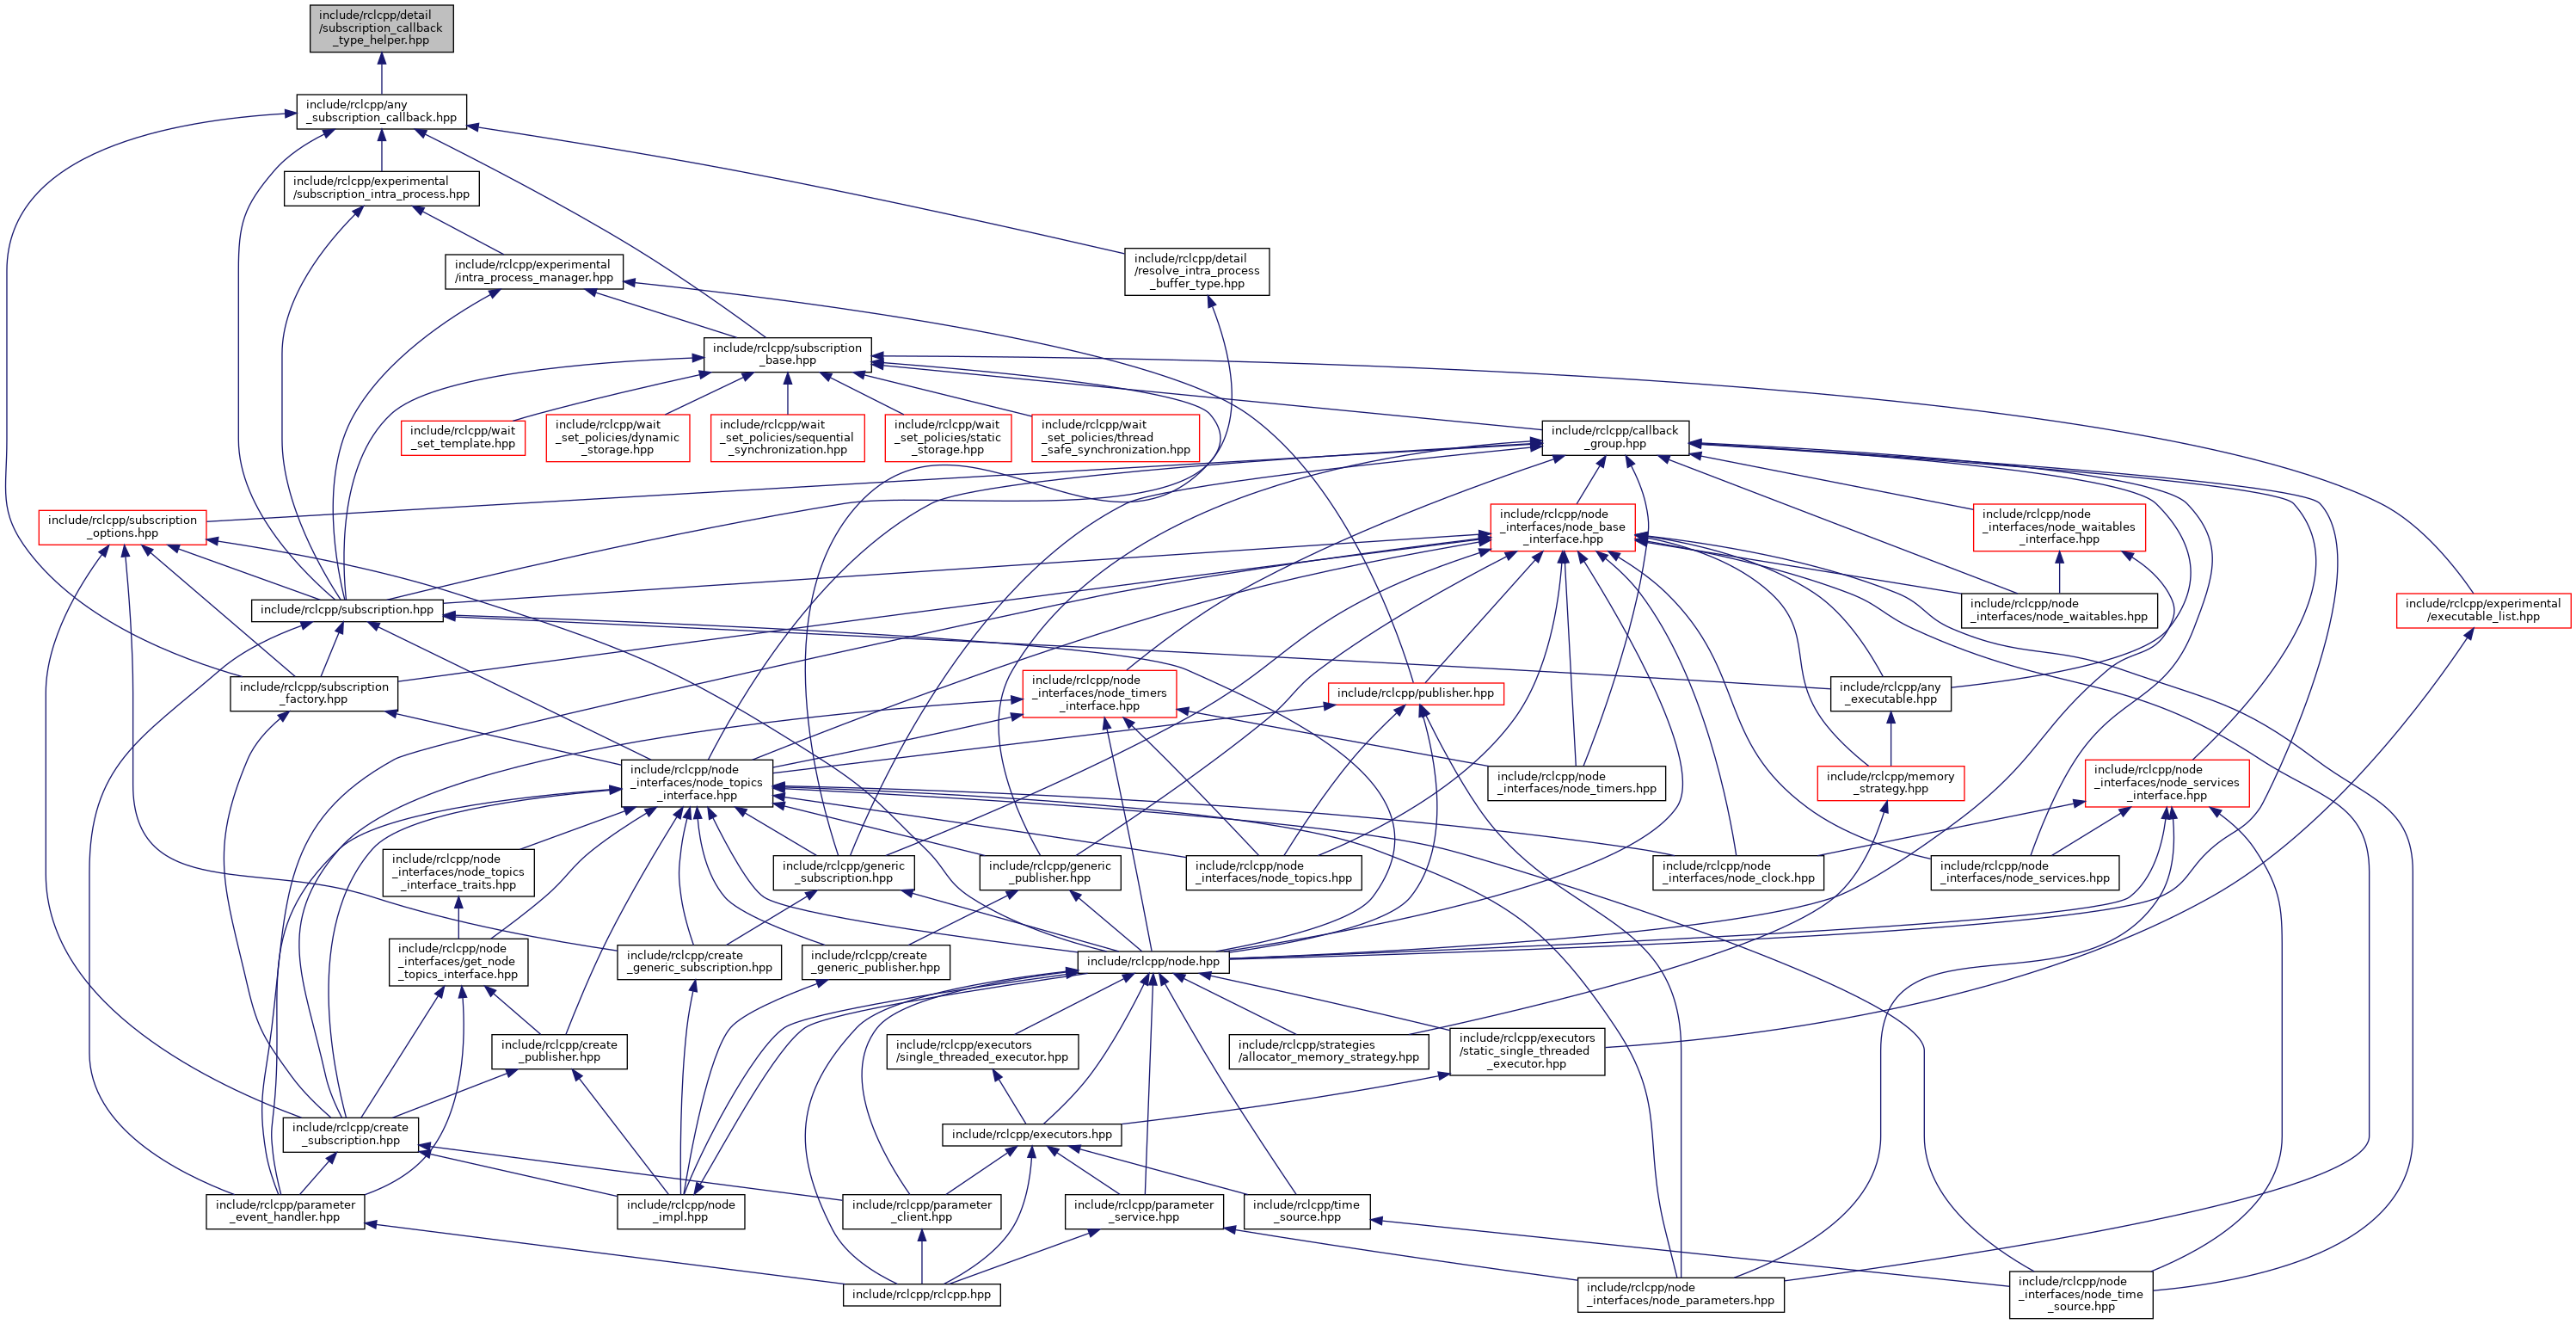 include/rclcpp/detail
/subscription_callback
_type_helper.hpp
include/rclcpp/any
_subscription_callback.hpp
include/rclcpp/experimental
/subscription_intra_process.hpp
include/rclcpp/experimental
/intra_process_manager.hpp
include/rclcpp/detail
/resolve_intra_process
_buffer_type.hpp
include/rclcpp/subscription
_base.hpp
include/rclcpp/wait
_set_template.hpp
include/rclcpp/wait
_set_policies/dynamic
_storage.hpp
include/rclcpp/wait
_set_policies/sequential
_synchronization.hpp
include/rclcpp/wait
_set_policies/static
_storage.hpp
include/rclcpp/wait
_set_policies/thread
_safe_synchronization.hpp
include/rclcpp/callback
_group.hpp
include/rclcpp/subscription
_options.hpp
include/rclcpp/node
_interfaces/node_base
_interface.hpp
include/rclcpp/node
_interfaces/node_waitables
_interface.hpp
include/rclcpp/subscription.hpp
include/rclcpp/node
_interfaces/node_waitables.hpp
include/rclcpp/experimental
/executable_list.hpp
include/rclcpp/subscription
_factory.hpp
include/rclcpp/node
_interfaces/node_timers
_interface.hpp
include/rclcpp/publisher.hpp
include/rclcpp/any
_executable.hpp
include/rclcpp/node
_interfaces/node_topics
_interface.hpp
include/rclcpp/node
_interfaces/node_timers.hpp
include/rclcpp/memory
_strategy.hpp
include/rclcpp/node
_interfaces/node_services
_interface.hpp
include/rclcpp/node
_interfaces/node_topics
_interface_traits.hpp
include/rclcpp/generic
_subscription.hpp
include/rclcpp/generic
_publisher.hpp
include/rclcpp/node
_interfaces/node_topics.hpp
include/rclcpp/node
_interfaces/node_clock.hpp
include/rclcpp/node
_interfaces/node_services.hpp
include/rclcpp/node
_interfaces/get_node
_topics_interface.hpp
include/rclcpp/create
_generic_subscription.hpp
include/rclcpp/create
_generic_publisher.hpp
include/rclcpp/node.hpp
include/rclcpp/create
_publisher.hpp
include/rclcpp/executors
/single_threaded_executor.hpp
include/rclcpp/strategies
/allocator_memory_strategy.hpp
include/rclcpp/executors
/static_single_threaded
_executor.hpp
include/rclcpp/create
_subscription.hpp
include/rclcpp/executors.hpp
include/rclcpp/parameter
_event_handler.hpp
include/rclcpp/node
_impl.hpp
include/rclcpp/parameter
_client.hpp
include/rclcpp/parameter
_service.hpp
include/rclcpp/time
_source.hpp
include/rclcpp/rclcpp.hpp
include/rclcpp/node
_interfaces/node_parameters.hpp
include/rclcpp/node
_interfaces/node_time
_source.hpp